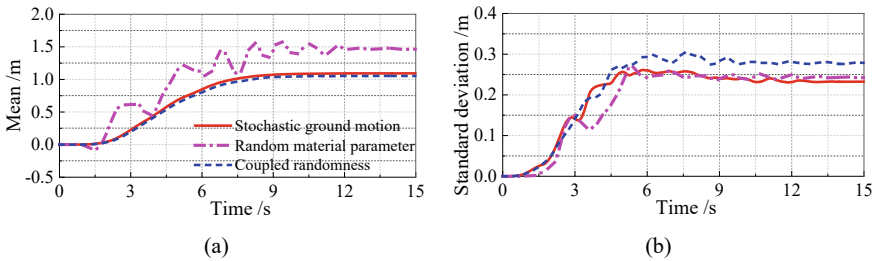 Mean /m
2.0
1.5
1.0
0.5
0.0
-0.5
Stochastic ground motion
Random material parameter
Coupled randomness
0 3 6 9 12 15
Time /s
(a)
Standard deviation /m
0.4
0.3
0.2
0.1
0.0
0 3 6 9 12 15
Time /s
(b)